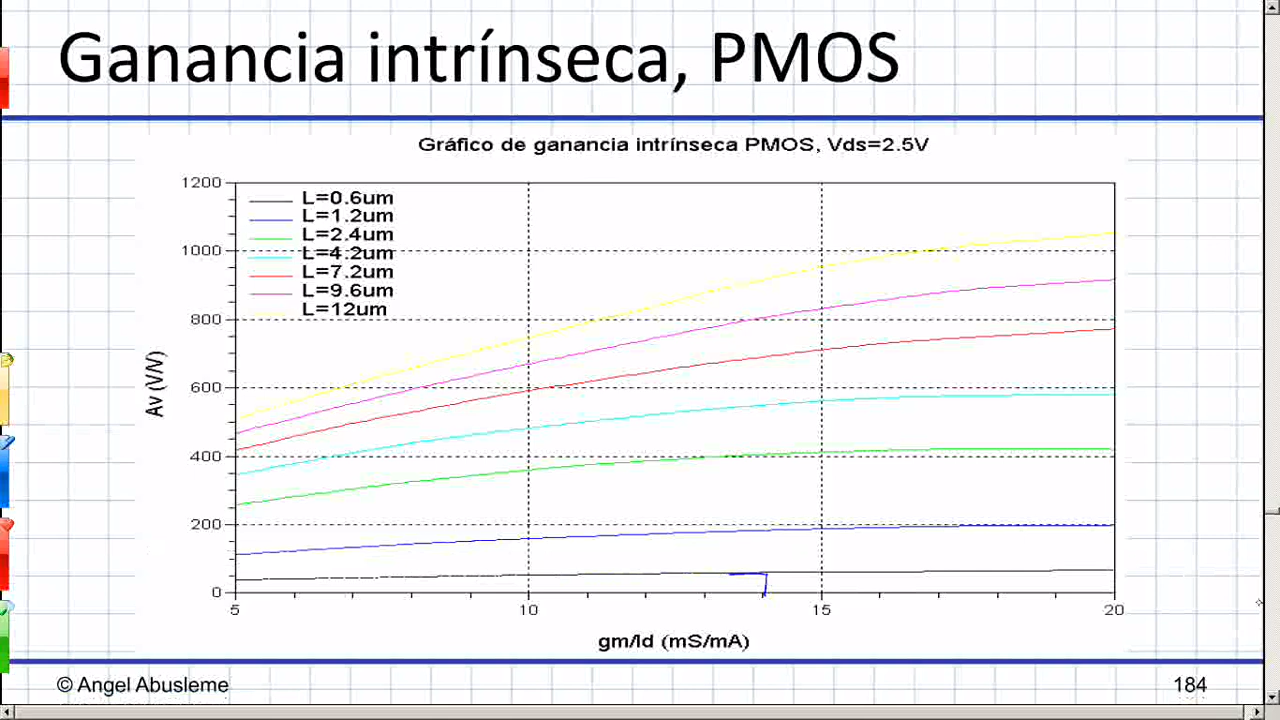 Ganancia intrínseca, PMOS
Gráfico de ganancia intrínseca PMOS, Vds=2.5V
1200
1000
800
600
400
200
0
Av (V/V)
L=0.6um
L=1.2um
L=2.4um
L=4.2um
L=7.2um
L=9.6um
L=12um
5 10 15 20
gm/Id (mS/mA)
© Angel Abusleme 184